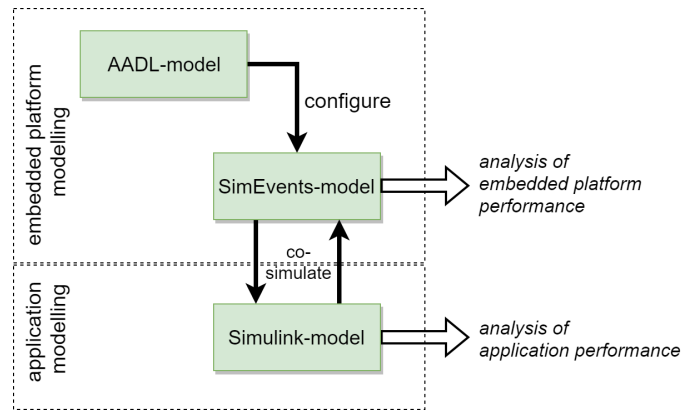 embedded platform
modelling
AADL-model
configure
SimEvents-model
analysis of
embedded platform
performance
co-
simulate
application
modelling
Simulink-model
analysis of
application performance